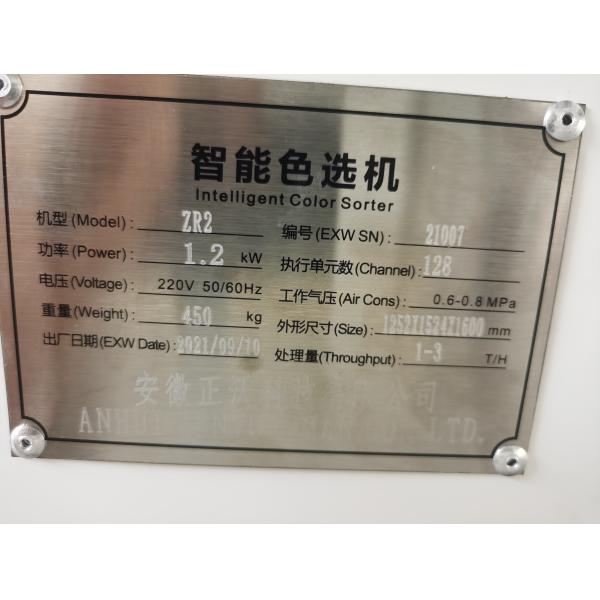 智能色选机
Intelligent Color Sorter
机型(Model): ZR2
编号(EXW SN): 21007
功率(Power): 1.2 kW
执行单元数(Channel): 128
电压(Voltage): 220V 50/60Hz
工作气压(Air Cons): 0.6-0.8 MPa
重量(Weight): 450 kg
外形尺寸(Size): 1252X1524X1600 mm
出厂日期(EXW Date): 2021/09/10
处理量(Throughput): 1-3 T/H
安徽正 公司
LTD.